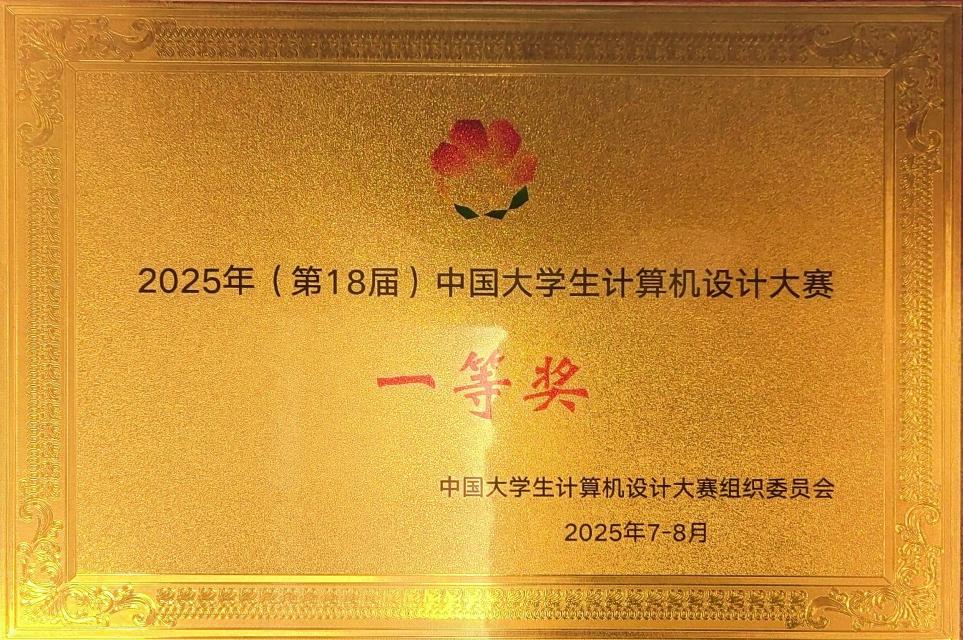 2025年（第18届）中国大学生计算机设计大赛
一等奖
中国大学生计算机设计大赛组织委员会
2025年7-8月